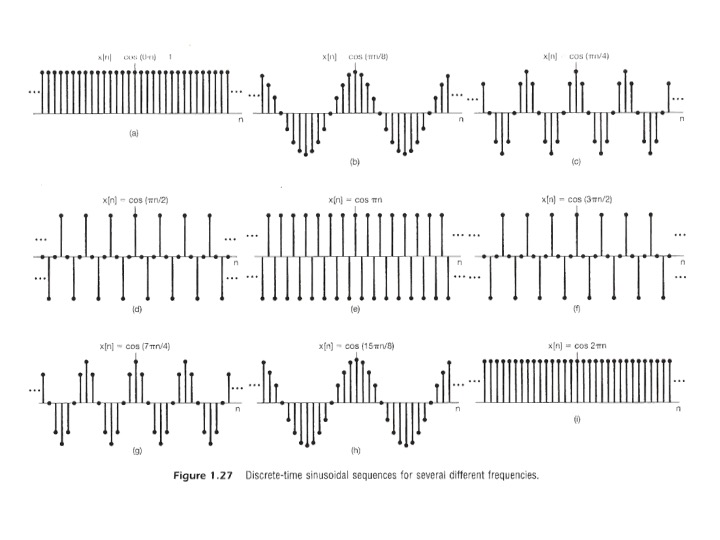 x[n] = cos (0·n) = 1
x[n] = cos (πn/8)
x[n] = cos (πn/4)
n
n
n
(a)
(b)
(c)
x[n] = cos (πn/2)
x[n] = cos πn
x[n] = cos (3πn/2)
n
n
n
(d)
(e)
(f)
x[n] = cos (7πn/4)
x[n] = cos (15πn/8)
x[n] = cos 2πn
n
n
n
(g)
(h)
(i)
Figure 1.27 Discrete-time sinusoidal sequences for several different frequencies.